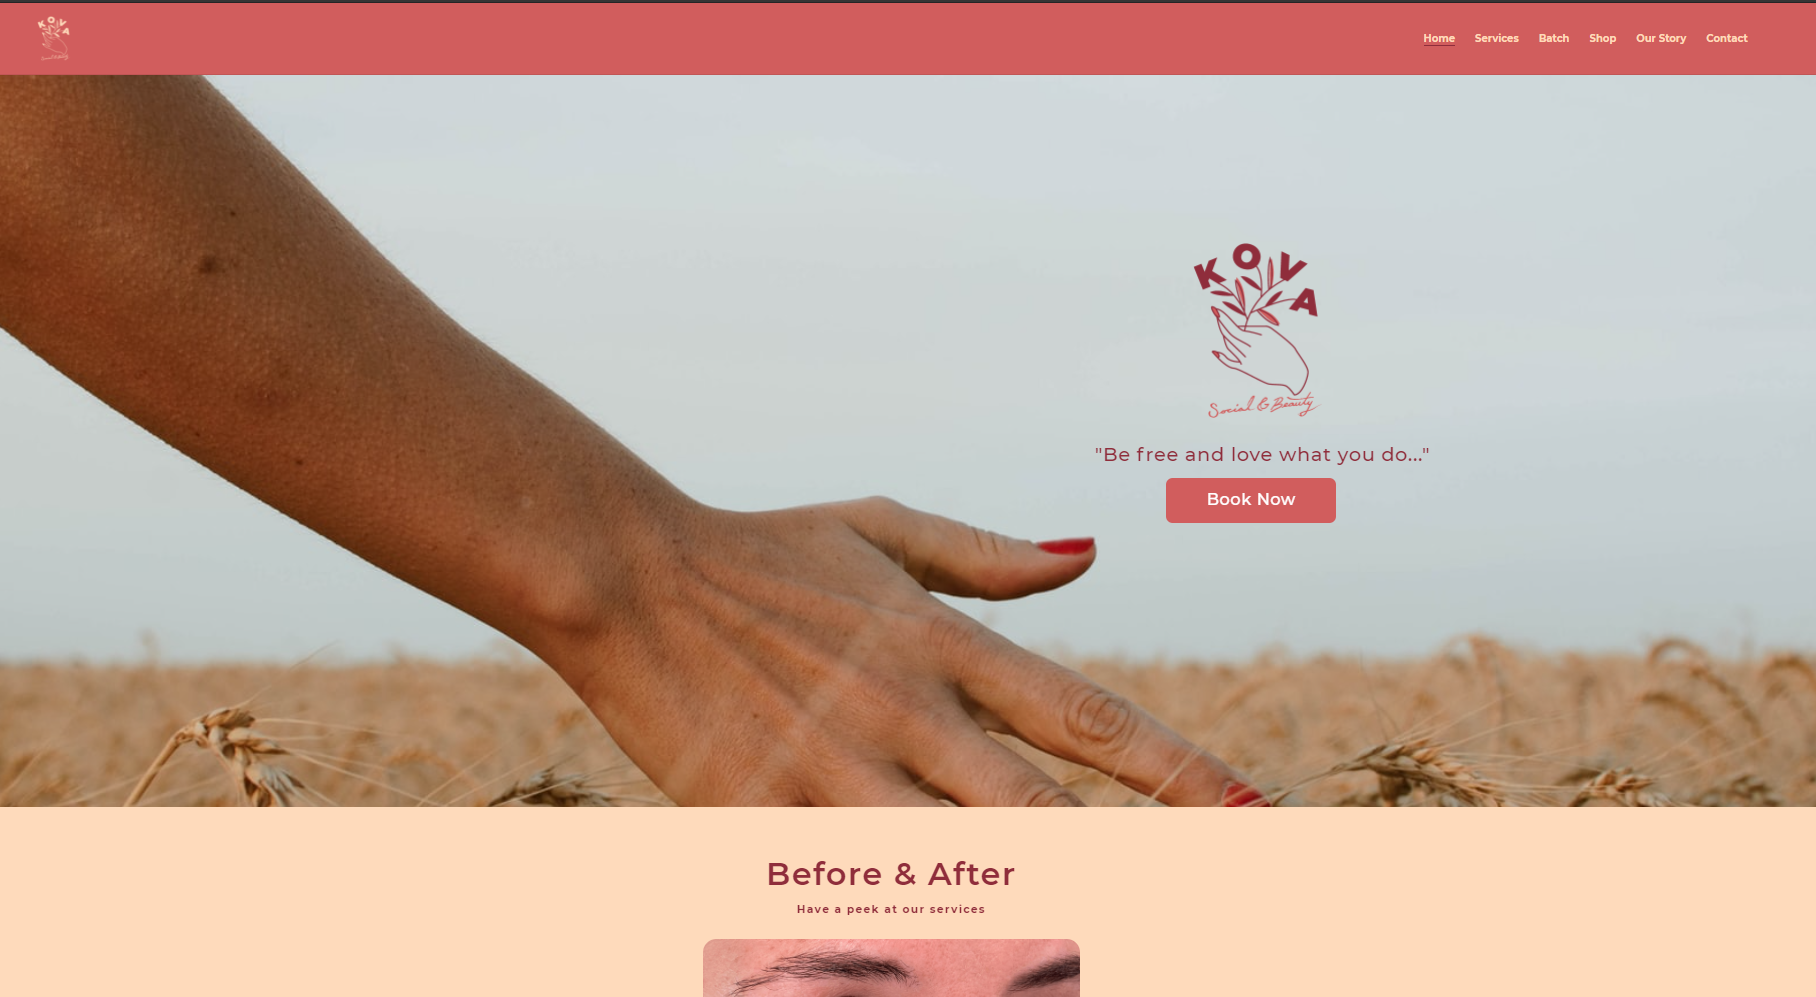 KOVA
Home Services Batch Shop Our Story Contact
KOVA
Social & Beauty
"Be free and love what you do..."
Book Now
Before & After
Have a peek at our services